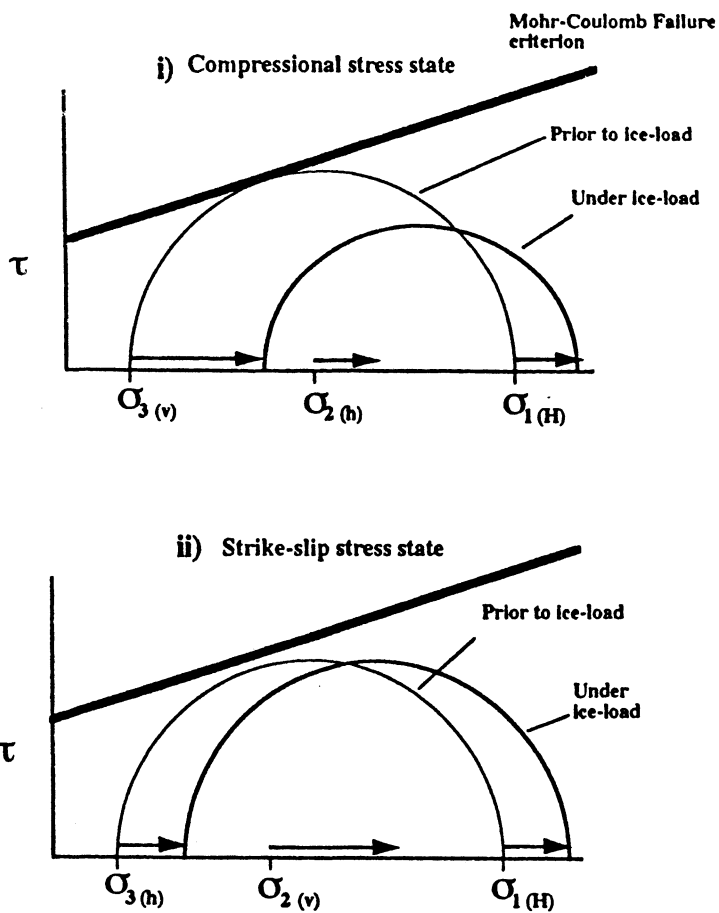 Mohr-Coulomb Failure
criterion
i) Compressional stress state
Prior to ice-load
Under ice-load
τ
σ3 (v)
σ2 (h)
σ1 (H)
ii) Strike-slip stress state
Prior to ice-load
Under
ice-load
τ
σ3 (h)
σ2 (v)
σ1 (H)